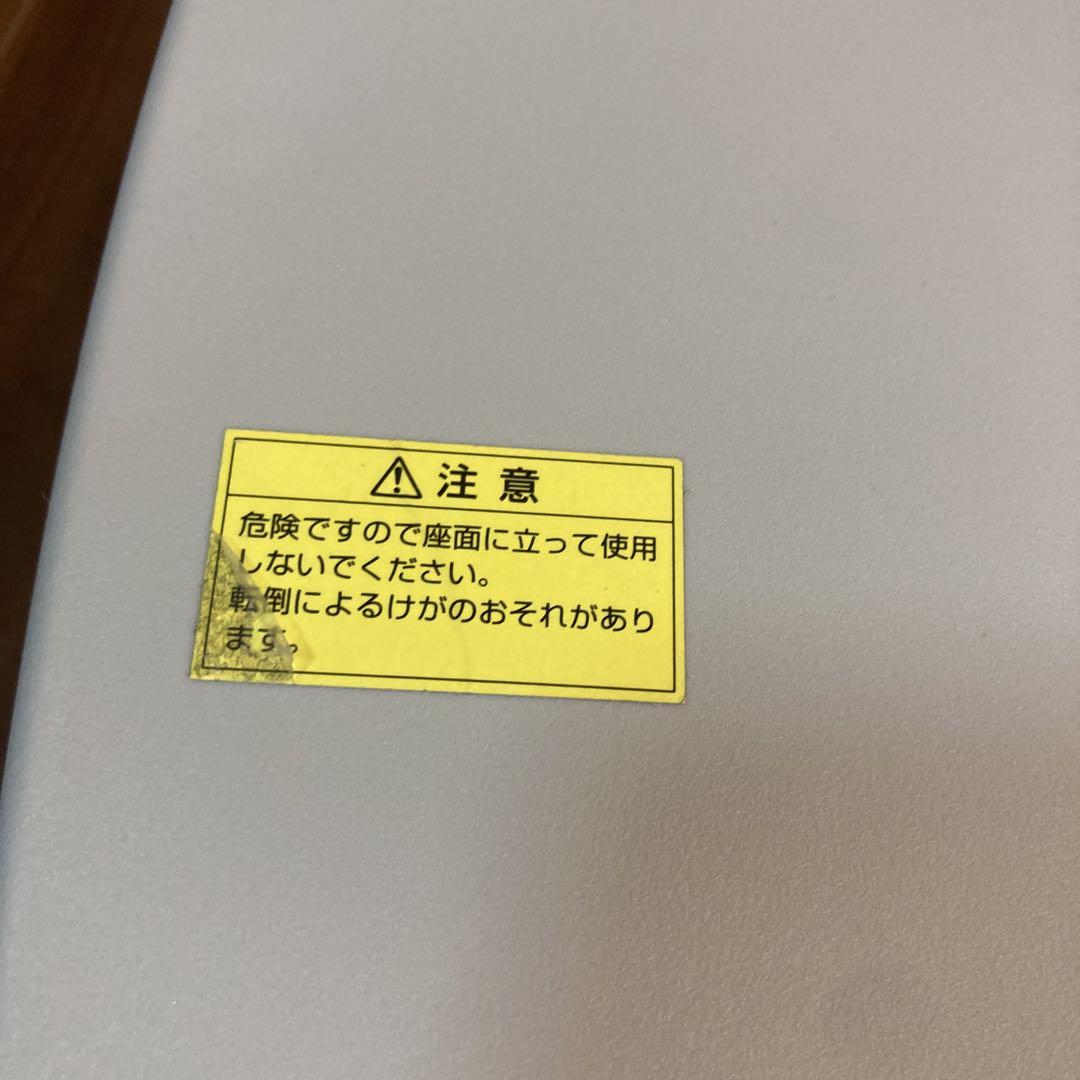 ⚠注意
危険ですので座面に立って使用
しないでください。
転倒によるけがのおそれがあり
ます。